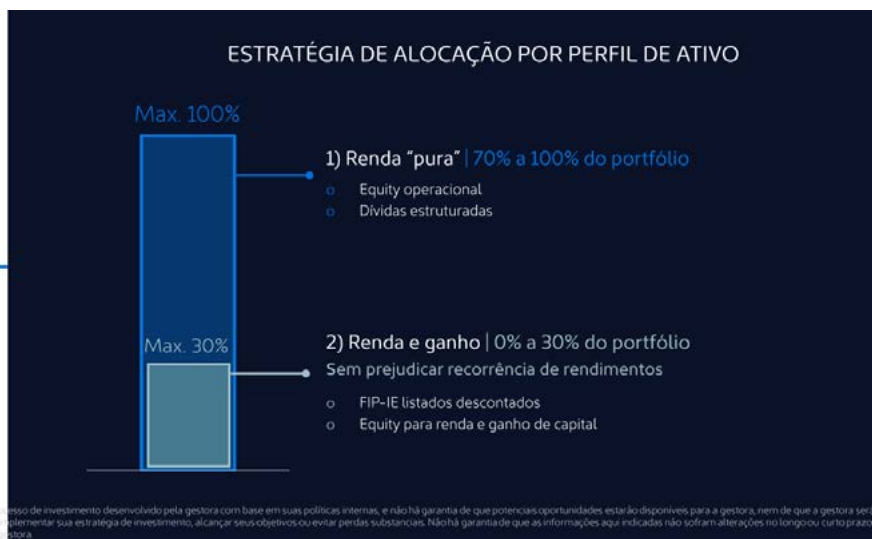 ESTRATÉGIA DE ALOCAÇÃO POR PERFIL DE ATIVO
Max. 100%
1) Renda “pura” | 70% a 100% do portfólio
o Equity operacional
o Dívidas estruturadas
Max. 30%
2) Renda e ganho | 0% a 30% do portfólio
Sem prejudicar recorrência de rendimentos
o FIP-IE listados descontados
o Equity para renda e ganho de capital
de investimento desenvolvido pela gestora com base em suas políticas internas, e não há garantia de que potenciais oportunidades estarão disponíveis para a gestora, nem de que a gestora será
sua estratégia de investimento, alcançar seus objetivos ou evitar perdas substanciais. Não há garantia de que as informações aqui indicadas não sofram alterações no longo ou curto prazo